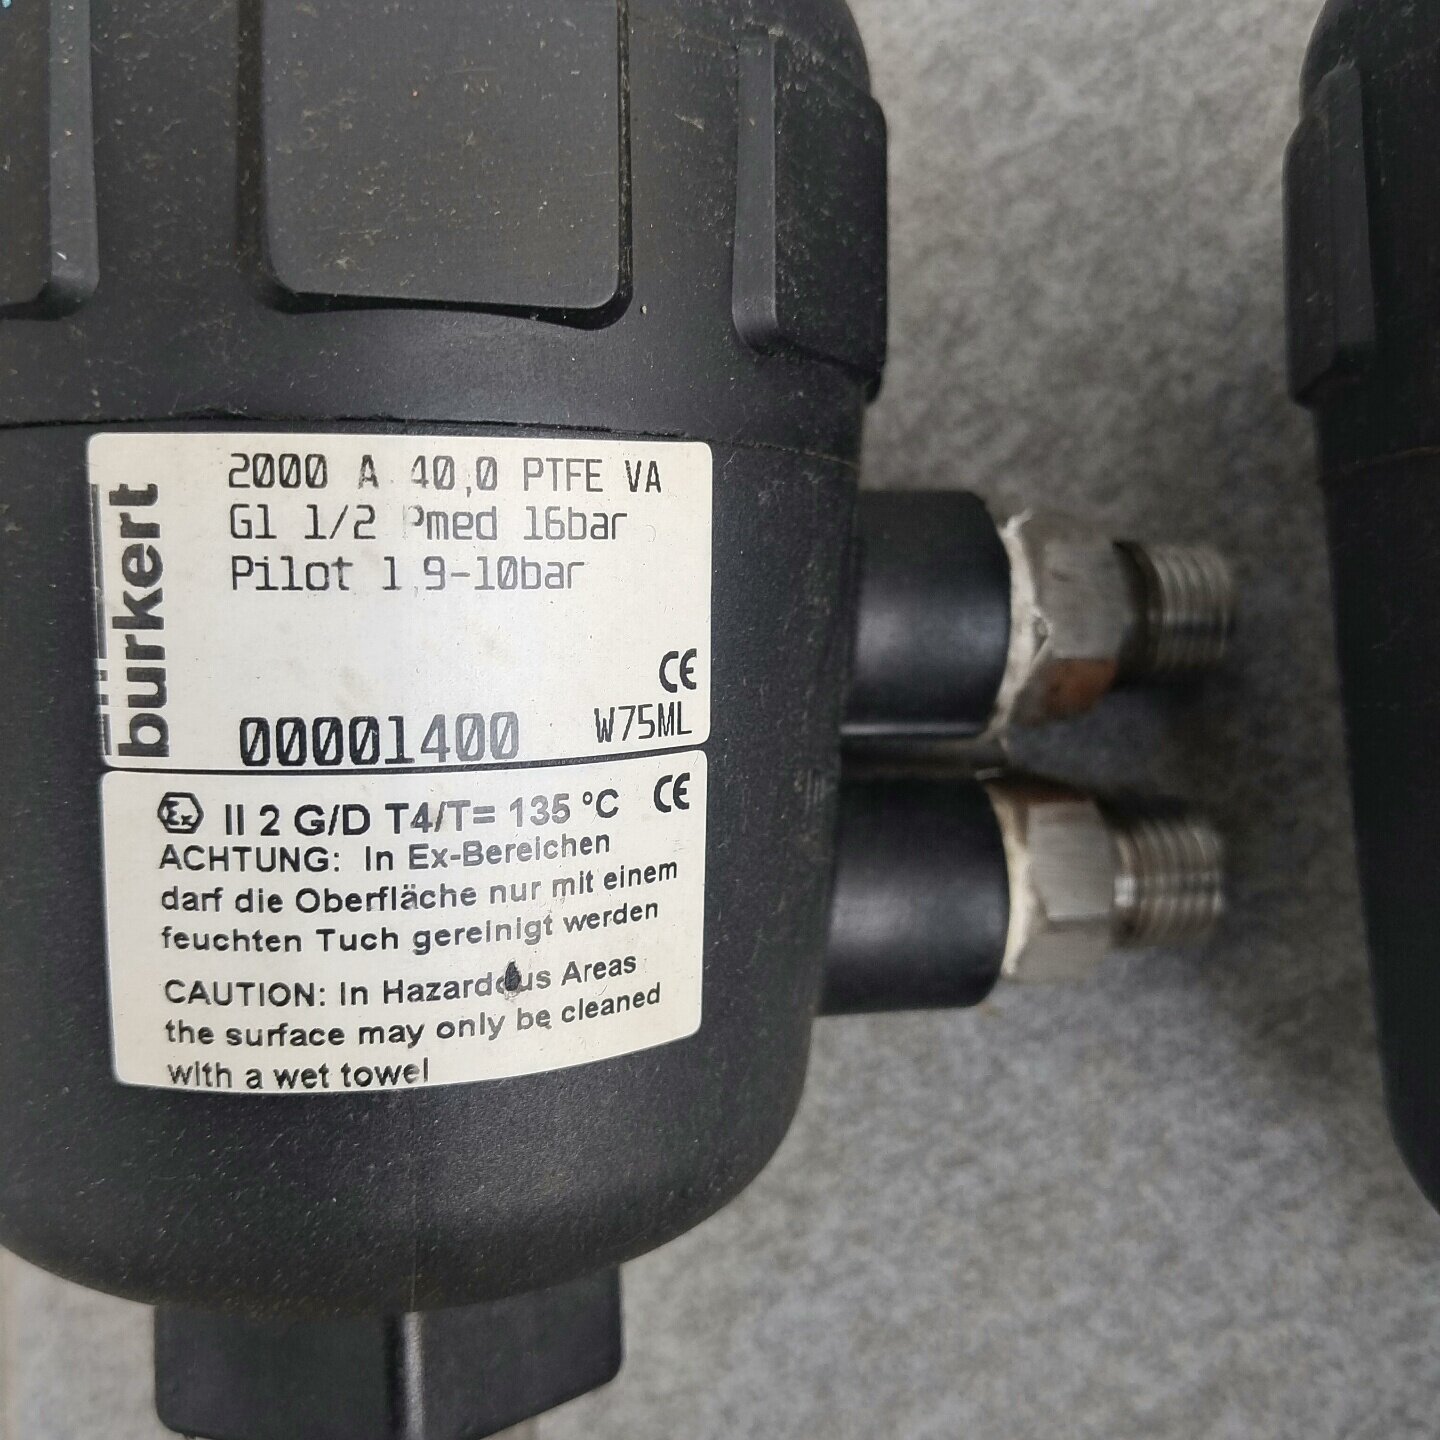 burkert
2000 A 40,0 PTFE VA
G1 1/2 Pmed 16bar
Pilot 1,9-10bar
CE
00001400 W75ML
Ex II 2 G/D T4/T= 135 °C CE
ACHTUNG: In Ex-Bereichen
darf die Oberfläche nur mit einem
feuchten Tuch gereinigt werden
CAUTION: In Hazardous Areas
the surface may only be cleaned
with a wet towel